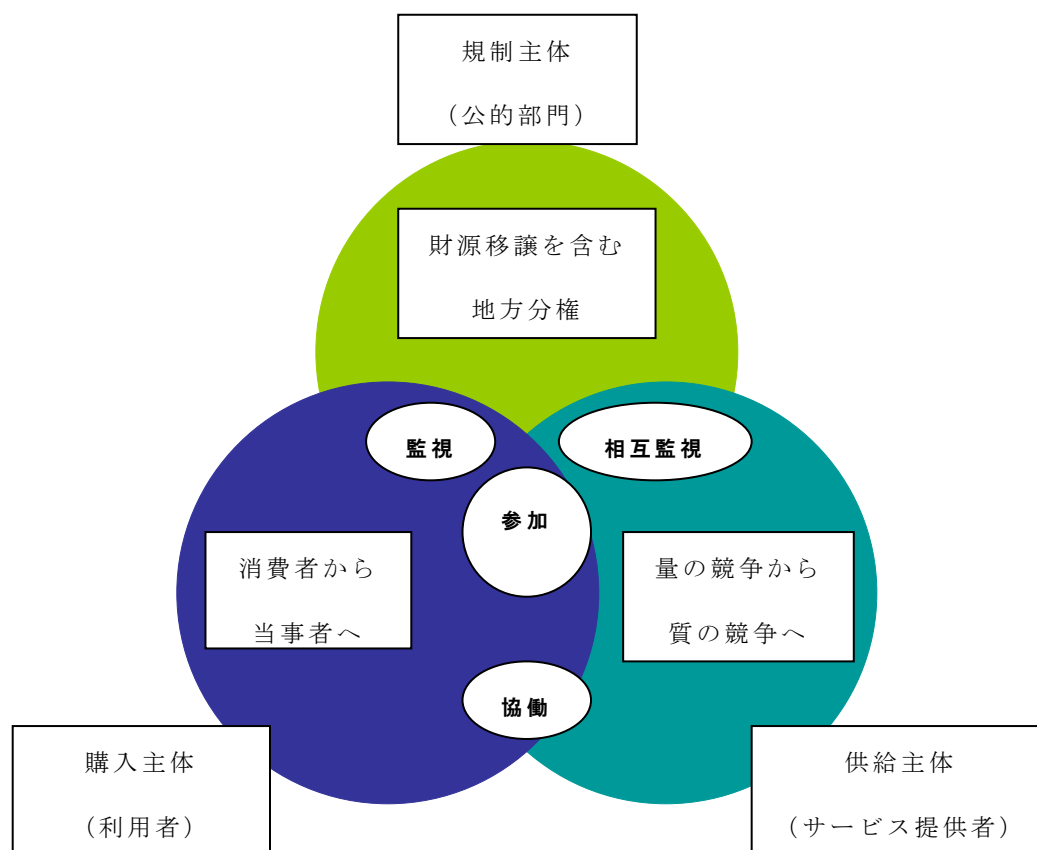 規制主体
（公的部門）
財源移譲を含む
地方分権
監視
相互監視
参加
消費者から
当事者へ
量の競争から
質の競争へ
協働
購入主体
（利用者）
供給主体
（サービス提供者）